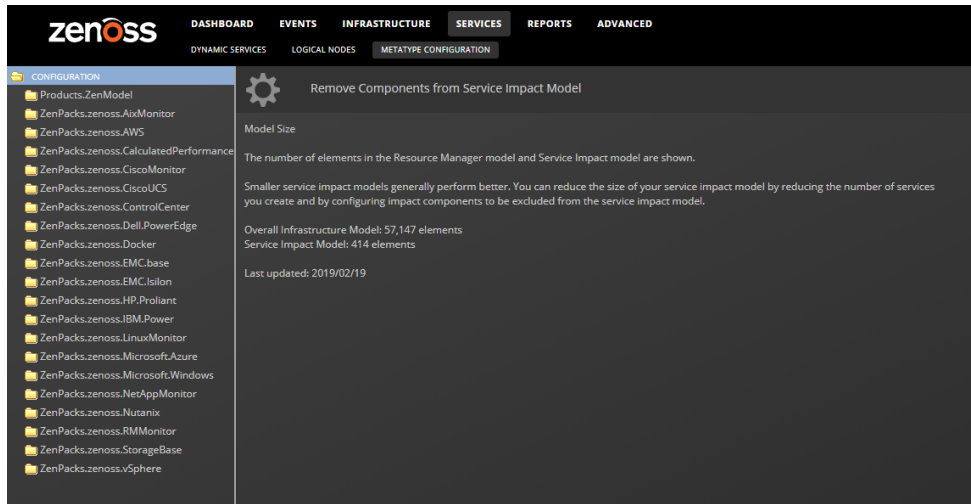 zenoss
DASHBOARD EVENTS INFRASTRUCTURE SERVICES REPORTS ADVANCED
DYNAMIC SERVICES LOGICAL NODES METATYPE CONFIGURATION
CONFIGURATION
Products.ZenModel
ZenPacks.zenoss.AixMonitor
ZenPacks.zenoss.AWS
ZenPacks.zenoss.CalculatedPerformance
ZenPacks.zenoss.CiscoMonitor
ZenPacks.zenoss.CiscoUCS
ZenPacks.zenoss.ControlCenter
ZenPacks.zenoss.Dell.PowerEdge
ZenPacks.zenoss.Docker
ZenPacks.zenoss.EMC.base
ZenPacks.zenoss.EMC.Isilon
ZenPacks.zenoss.HP.Proliant
ZenPacks.zenoss.IBM.Power
ZenPacks.zenoss.LinuxMonitor
ZenPacks.zenoss.Microsoft.Azure
ZenPacks.zenoss.Microsoft.Windows
ZenPacks.zenoss.NetAppMonitor
ZenPacks.zenoss.Nutanix
ZenPacks.zenoss.RMMonitor
ZenPacks.zenoss.StorageBase
ZenPacks.zenoss.vSphere
Remove Components from Service Impact Model
Model Size
The number of elements in the Resource Manager model and Service Impact model are shown.
Smaller service impact models generally perform better. You can reduce the size of your service impact model by reducing the number of services
you create and by configuring impact components to be excluded from the service impact model.
Overall Infrastructure Model: 57,147 elements
Service Impact Model: 414 elements
Last updated: 2019/02/19